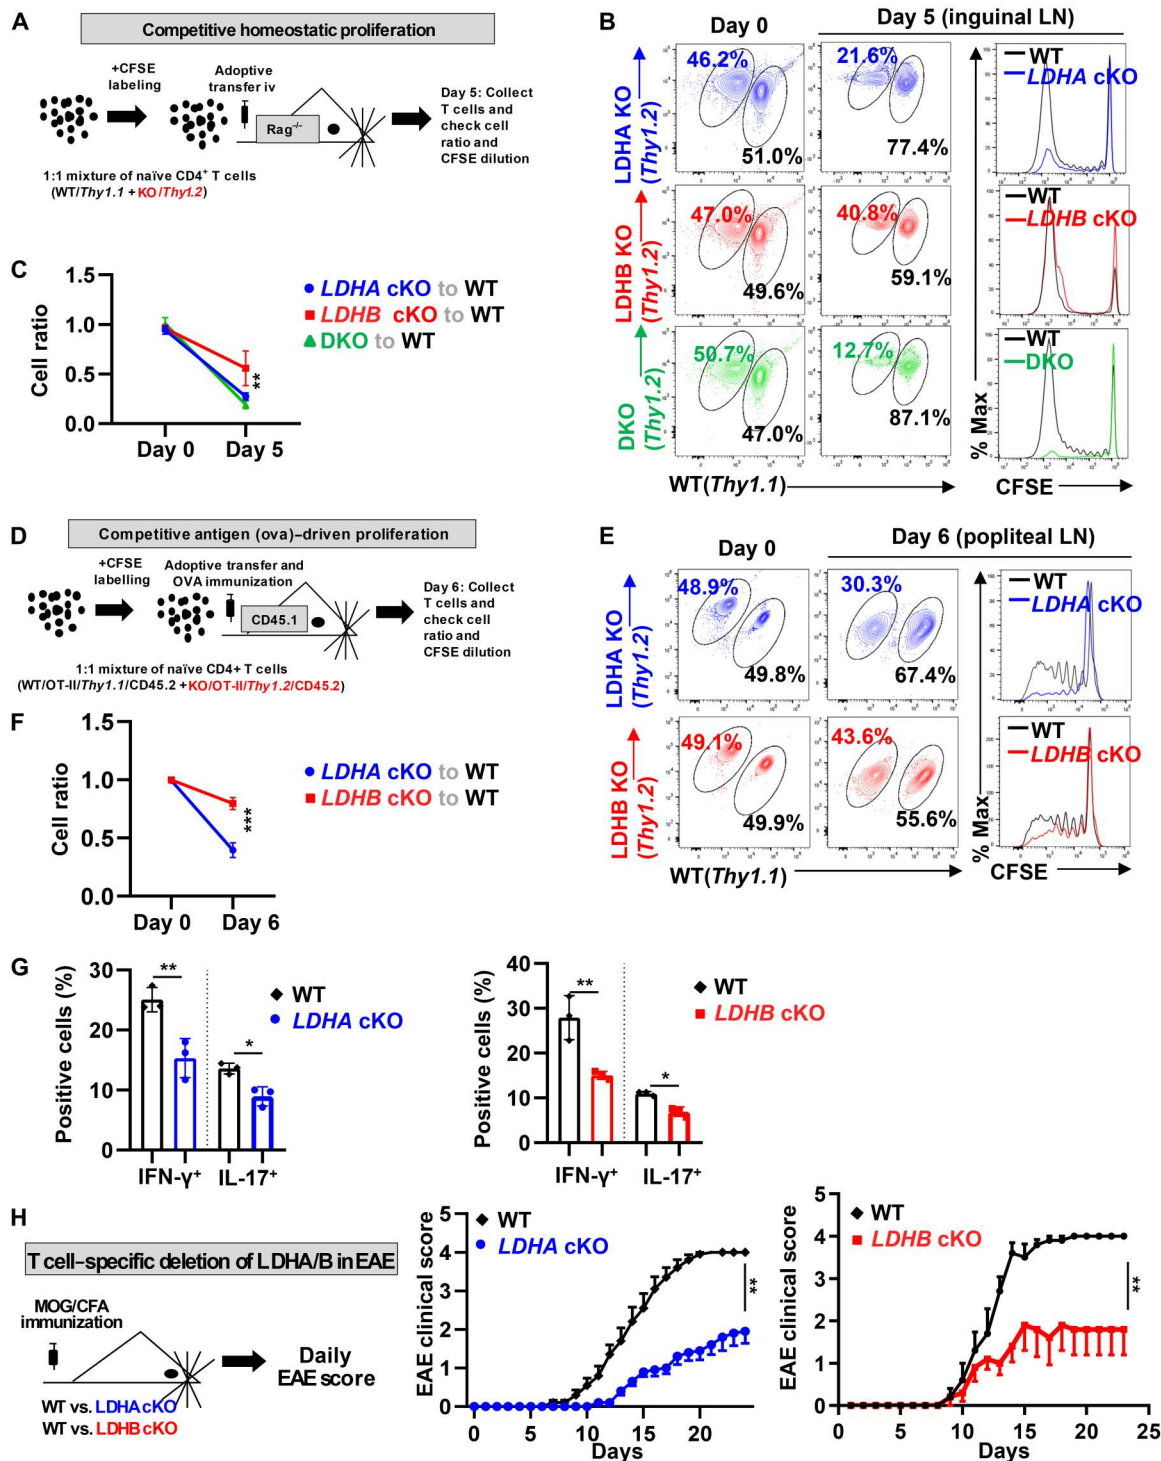 A
Competitive homeostatic proliferation
+CFSE
labeling
Adoptive
transfer iv
Rag–/–
Day 5: Collect
T cells and
check cell
ratio and
CFSE dilution
1:1 mixture of naïve CD4+ T cells
(WT/Thy1.1 + KO/Thy1.2)
B
Day 0
Day 5 (inguinal LN)
LDHA KO
(Thy1.2)
46.2%
51.0%
21.6%
77.4%
WT
LDHA cKO
LDHB KO
(Thy1.2)
47.0%
49.6%
40.8%
59.1%
WT
LDHB cKO
DKO
(Thy1.2)
50.7%
47.0%
12.7%
87.1%
WT
DKO
% Max
WT(Thy1.1)
CFSE
C
Cell ratio
1.5
1.0
0.5
0.0
Day 0
Day 5
**
LDHA cKO to WT
LDHB cKO to WT
DKO to WT
D
Competitive antigen (ova)–driven proliferation
+CFSE
labelling
Adoptive transfer and
OVA immunization
CD45.1
Day 6: Collect
T cells and
check cell
ratio and
CFSE dilution
1:1 mixture of naïve CD4+ T cells
(WT/OT-II/Thy1.1/CD45.2 + KO/OT-II/Thy1.2/CD45.2)
E
Day 0
Day 6 (popliteal LN)
LDHA KO
(Thy1.2)
48.9%
49.8%
30.3%
67.4%
WT
LDHA cKO
LDHB KO
(Thy1.2)
49.1%
49.9%
43.6%
55.6%
WT
LDHB cKO
% Max
WT(Thy1.1)
CFSE
F
Cell ratio
1.5
1.0
0.5
0.0
Day 0
Day 6
***
LDHA cKO to WT
LDHB cKO to WT
G
Positive cells (%)
30
20
10
0
**
*
IFN-γ+
IL-17+
WT
LDHA cKO
Positive cells (%)
40
30
20
10
0
**
*
IFN-γ+
IL-17+
WT
LDHB cKO
H
T cell–specific deletion of LDHA/B in EAE
MOG/CFA
immunization
Daily
EAE score
WT vs. LDHA cKO
WT vs. LDHB cKO
EAE clinical score
5
4
3
2
1
0
0 5 10 15 20
Days
WT
LDHA cKO
**
EAE clinical score
5
4
3
2
1
0
0 5 10 15 20 25
Days
WT
LDHB cKO
**